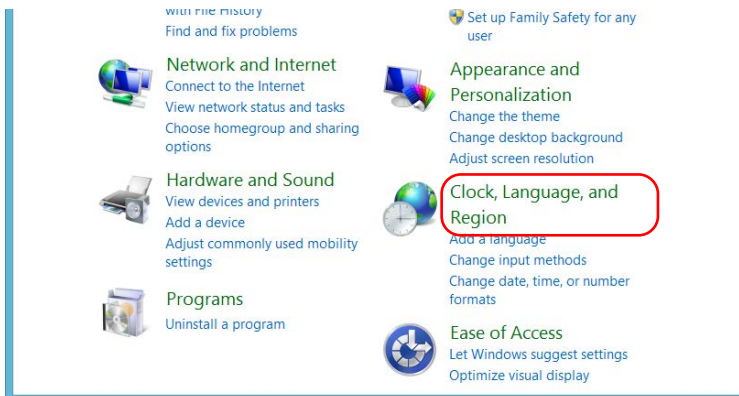 with File History
Find and fix problems
Network and Internet
Connect to the Internet
View network status and tasks
Choose homegroup and sharing
options
Hardware and Sound
View devices and printers
Add a device
Adjust commonly used mobility
settings
Programs
Uninstall a program
Set up Family Safety for any
user
Appearance and
Personalization
Change the theme
Change desktop background
Adjust screen resolution
Clock, Language, and
Region
Add a language
Change input methods
Change date, time, or number
formats
Ease of Access
Let Windows suggest settings
Optimize visual display